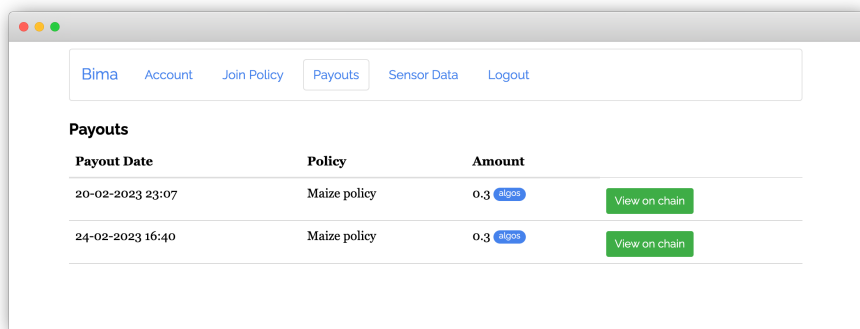 Bima Account Join Policy Payouts Sensor Data Logout
Payouts
Payout Date Policy Amount
20-02-2023 23:07 Maize policy 0.3 algos View on chain
24-02-2023 16:40 Maize policy 0.3 algos View on chain